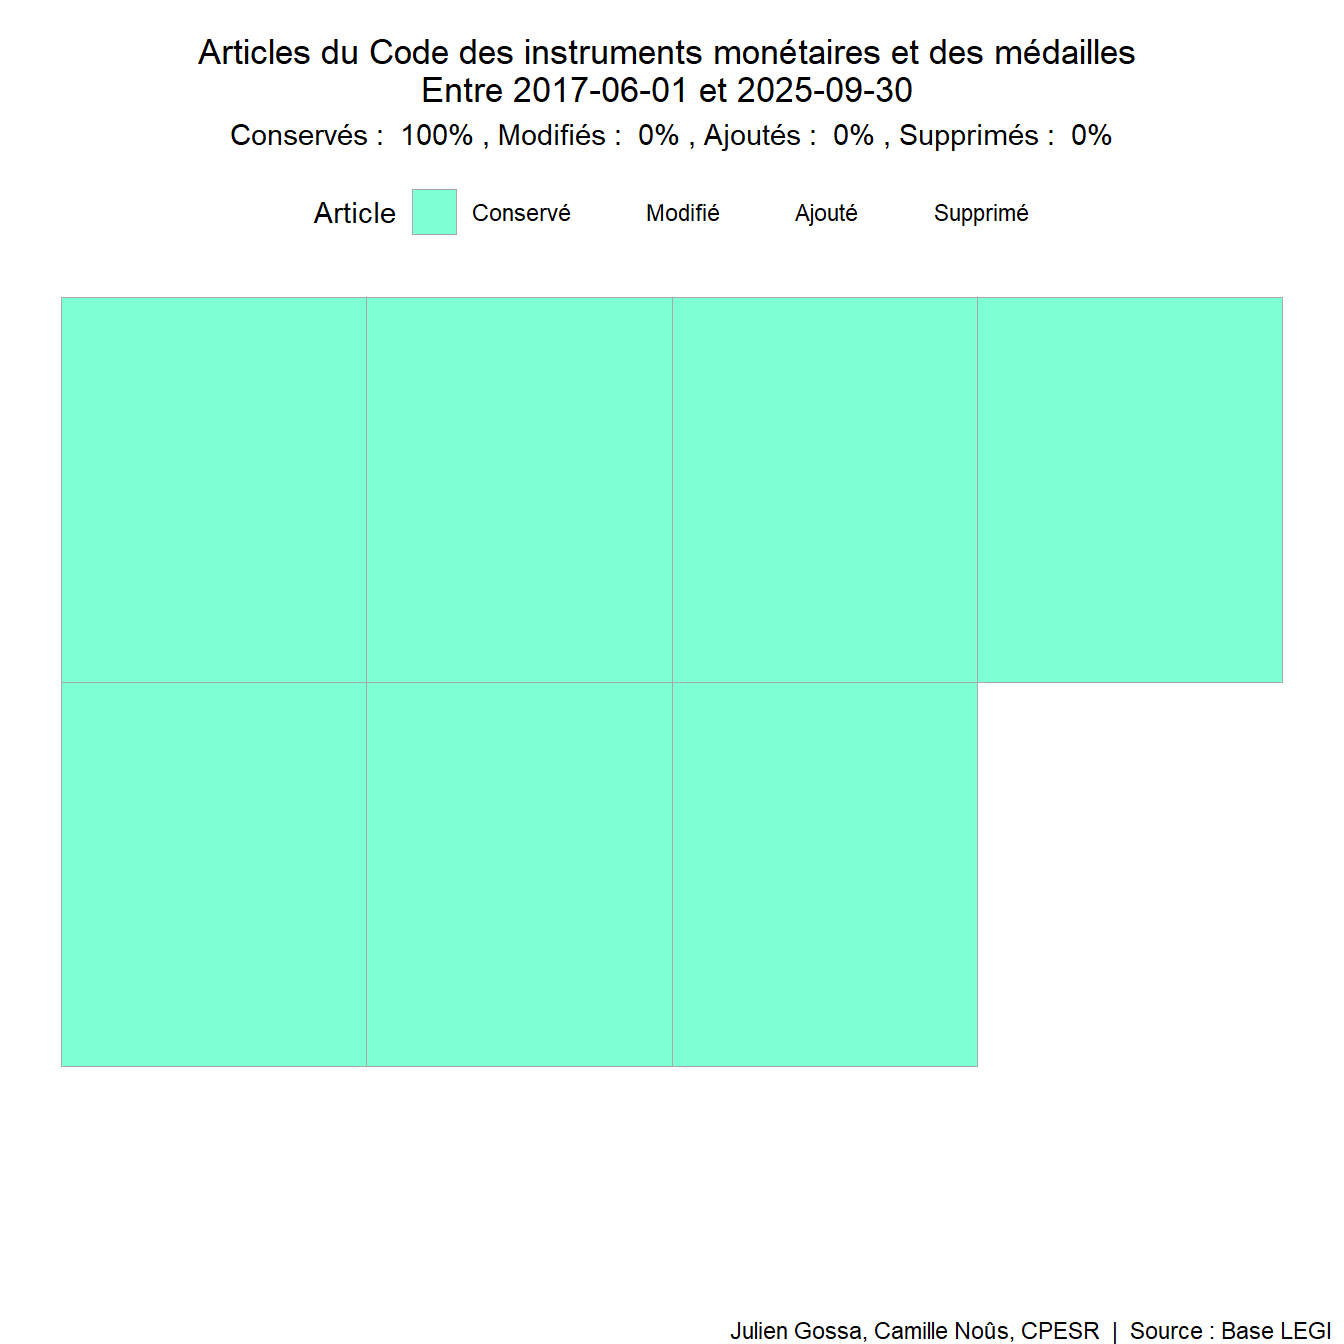 Articles du Code des instruments monétaires et des médailles
Entre 2017-06-01 et 2025-09-30
Conservés :  100% , Modifiés :  0% , Ajoutés :  0% , Supprimés :  0%
Article Conservé Modifié Ajouté Supprimé
Julien Gossa, Camille Noûs, CPESR  |  Source : Base LEGI